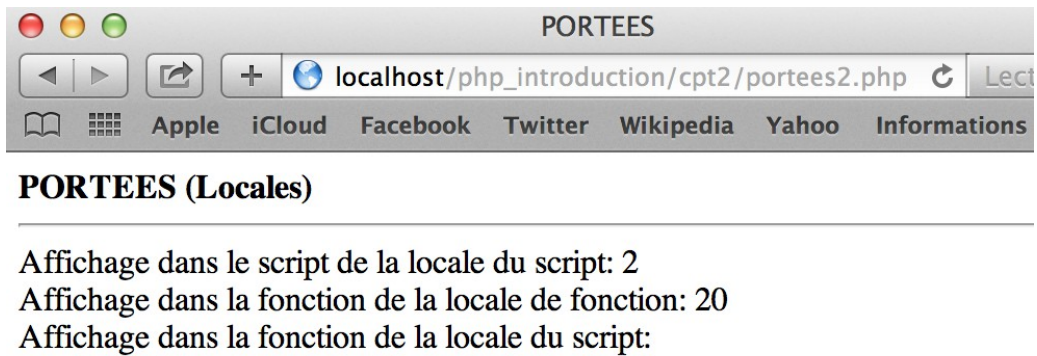 PORTEES
localhost/php_introduction/cpt2/portees2.php
Lect
Apple iCloud Facebook Twitter Wikipedia Yahoo Informations
PORTEES (Locales)
Affichage dans le script de la locale du script: 2
Affichage dans la fonction de la locale de fonction: 20
Affichage dans la fonction de la locale du script: